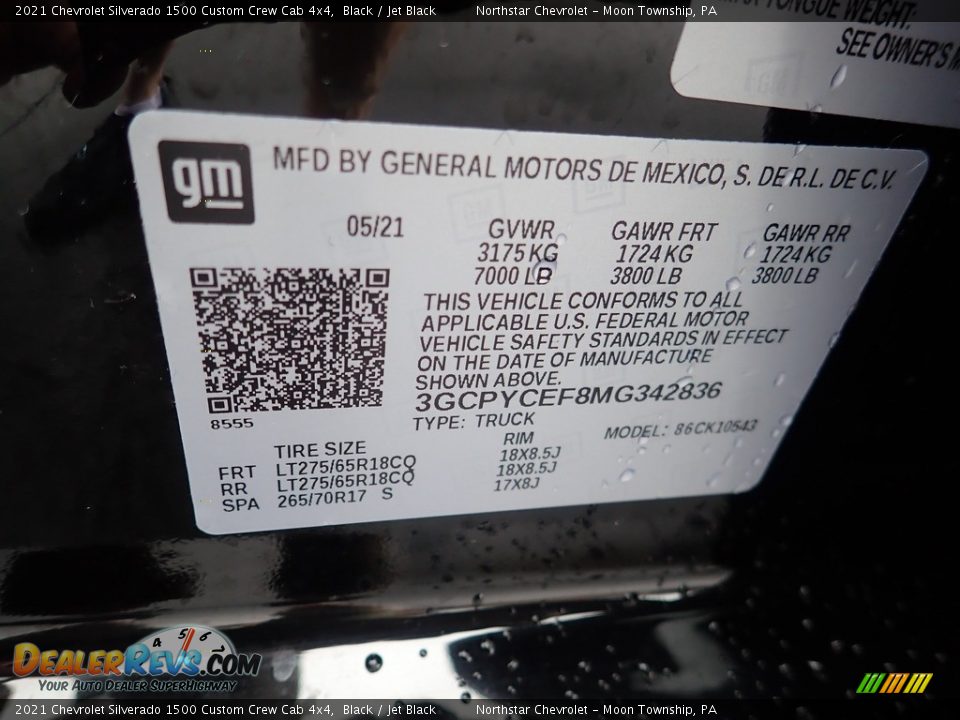 2021 Chevrolet Silverado 1500 Custom Crew Cab 4x4, Black / Jet Black Northstar Chevrolet – Moon Township, PA
TONGUE WEIGHT:
SEE OWNER'S
gm
MFD BY GENERAL MOTORS DE MEXICO, S. DE R.L. DE C.V.
05/21 GVWR GAWR FRT GAWR RR
3175 KG 1724 KG 1724 KG
7000 LB 3800 LB 3800 LB
THIS VEHICLE CONFORMS TO ALL
APPLICABLE U.S. FEDERAL MOTOR
VEHICLE SAFETY STANDARDS IN EFFECT
ON THE DATE OF MANUFACTURE
SHOWN ABOVE.
3GCPYCEF8MG342836
TYPE: TRUCK MODEL: 86CK10543
8555
TIRE SIZE RIM
FRT LT275/65R18CQ 18X8.5J
RR LT275/65R18CQ 18X8.5J
SPA 265/70R17 S 17X8J
4 5 6
DEALERREVS.COM
YOUR AUTO DEALER SUPERHIGHWAY
2021 Chevrolet Silverado 1500 Custom Crew Cab 4x4, Black / Jet Black Northstar Chevrolet – Moon Township, PA